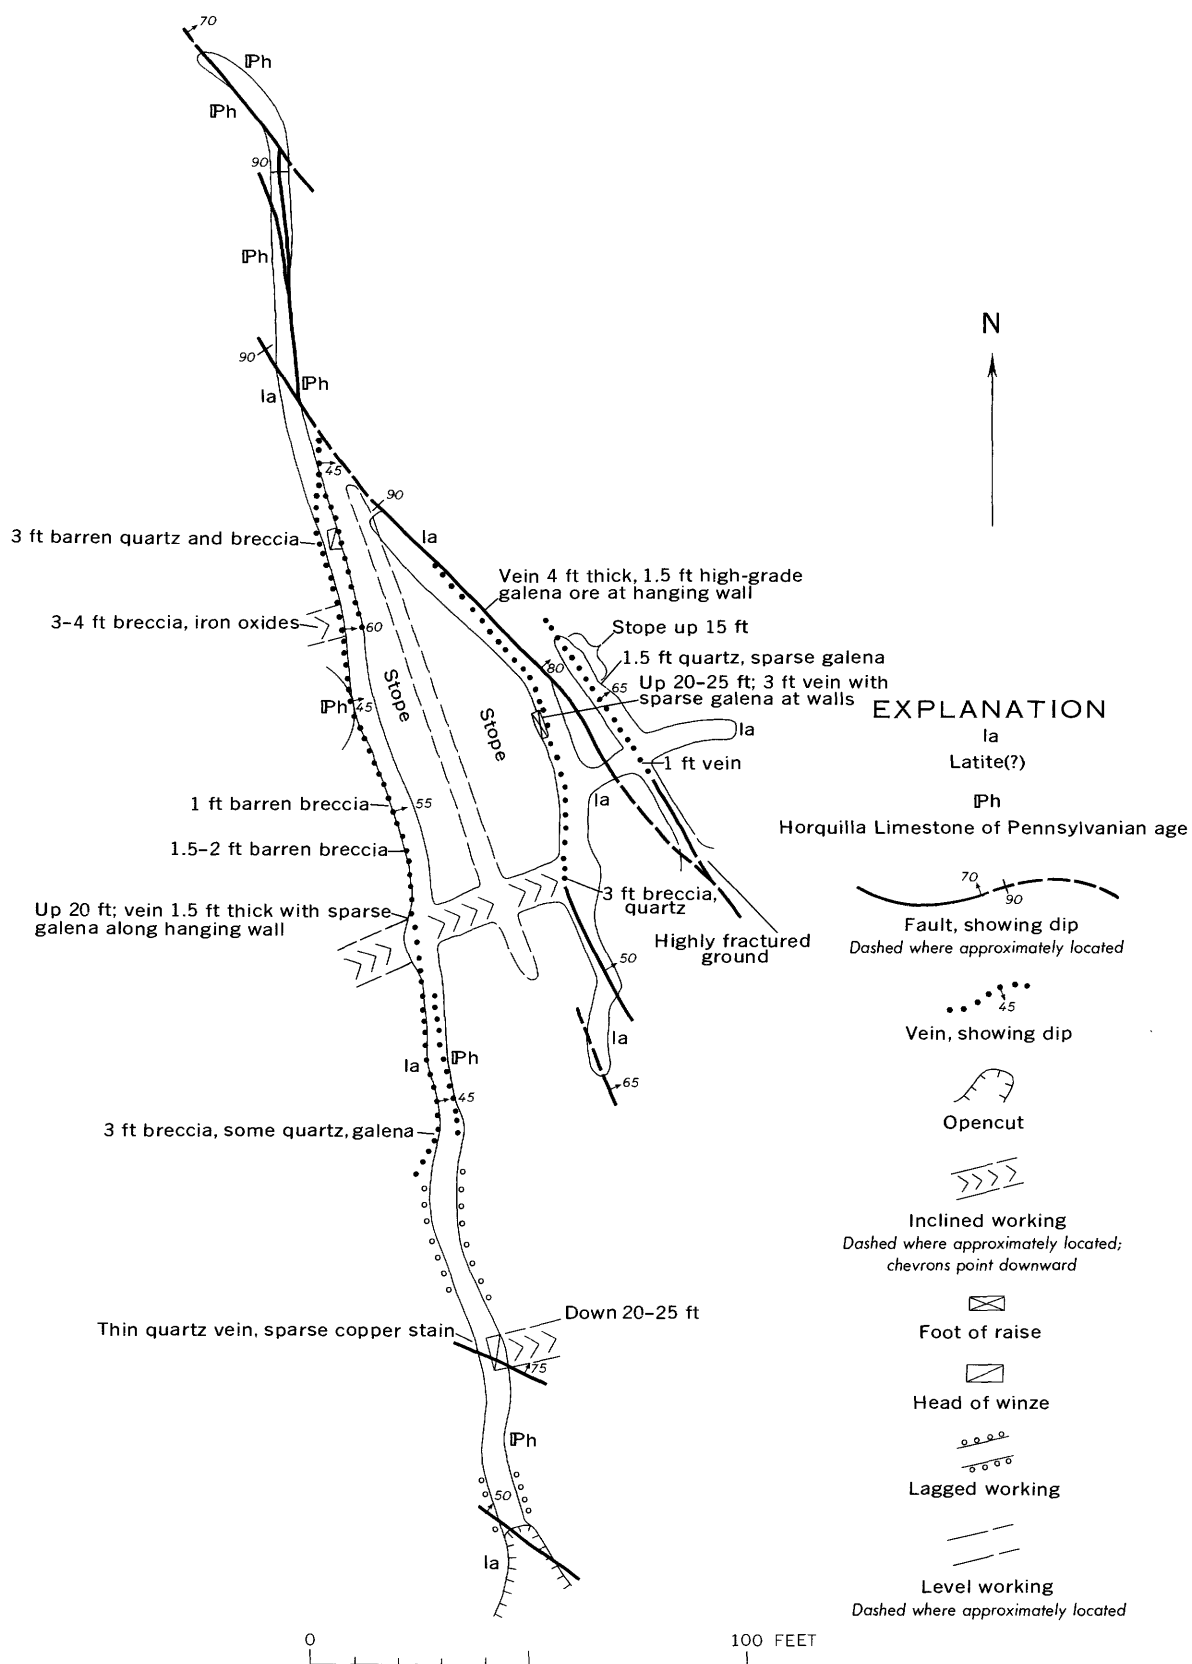 70
ℙh
ℙh
90
ℙh
90
ℙh
la
45
90
3 ft barren quartz and breccia
la
Vein 4 ft thick, 1.5 ft high-grade
galena ore at hanging wall
3-4 ft breccia, iron oxides
60
Stope up 15 ft
1.5 ft quartz, sparse galena
80
65
Up 20-25 ft; 3 ft vein with
sparse galena at walls
ℙh
45
Stope
Stope
la
1 ft vein
la
1 ft barren breccia
55
1.5-2 ft barren breccia
3 ft breccia,
quartz
Up 20 ft; vein 1.5 ft thick with sparse
galena along hanging wall
Highly fractured
ground
50
la
la
ℙh
65
45
3 ft breccia, some quartz, galena
Down 20-25 ft
Thin quartz vein, sparse copper stain
75
ℙh
50
la
N
EXPLANATION
la
Latite(?)
ℙh
Horquilla Limestone of Pennsylvanian age
70
90
Fault, showing dip
Dashed where approximately located
45
Vein, showing dip
Opencut
Inclined working
Dashed where approximately located;
chevrons point downward
Foot of raise
Head of winze
Lagged working
Level working
Dashed where approximately located
0
100 FEET